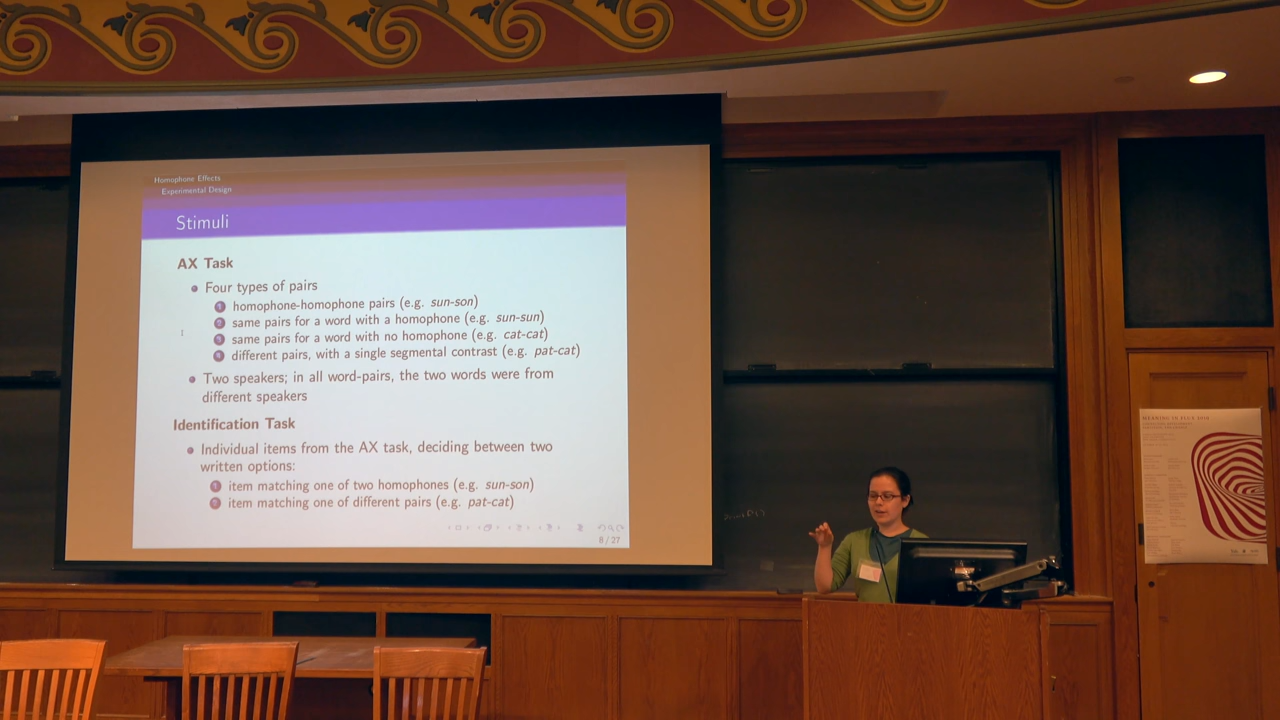 Homophone Effects
Experimental Design
Stimuli
AX Task
Four types of pairs
homophone-homophone pairs (e.g. sun-son)
same pairs for a word with a homophone (e.g. sun-sun)
same pairs for a word with no homophone (e.g. cat-cat)
different pairs, with a single segmental contrast (e.g. pat-cat)
Two speakers; in all word-pairs, the two words were from
different speakers
Identification Task
Individual items from the AX task, deciding between two
written options:
item matching one of two homophones (e.g. sun-son)
item matching one of different pairs (e.g. pat-cat)
8/27
MEANING IN FLUX 2019